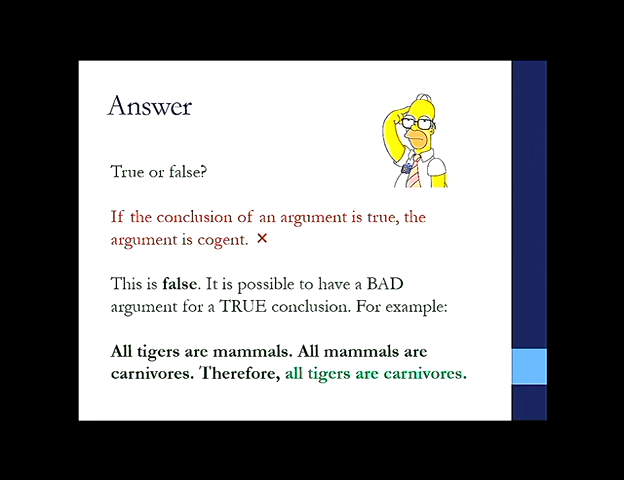 Answer
True or false?
If the conclusion of an argument is true, the
argument is cogent. ×
This is false. It is possible to have a BAD
argument for a TRUE conclusion. For example:
All tigers are mammals. All mammals are
carnivores. Therefore, all tigers are carnivores.